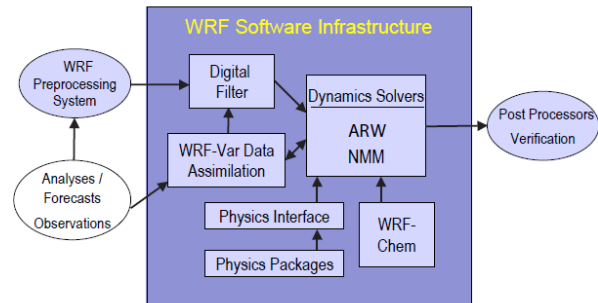 WRF Software Infrastructure
WRF
Preprocessing
System
Digital
Filter
Dynamics Solvers
ARW
NMM
Post Processors
Verification
WRF-Var Data
Assimilation
Analyses /
Forecasts
Observations
Physics Interface
WRF-
Chem
Physics Packages